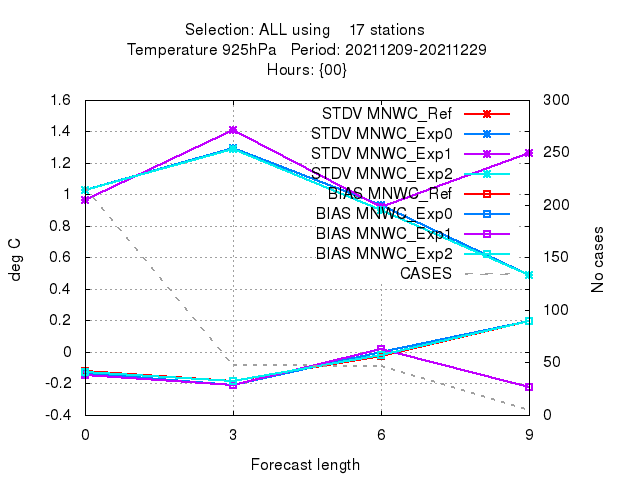 Selection: ALL using    17 stations
Temperature 925hPa   Period: 20211209-20211229
Hours: {00}
1.6
1.4
1.2
1
0.8
0.6
0.4
0.2
0
-0.2
-0.4
deg C
STDV MNWC_Ref
STDV MNWC_Exp0
STDV MNWC_Exp1
STDV MNWC_Exp2
BIAS MNWC_Ref
BIAS MNWC_Exp0
BIAS MNWC_Exp1
BIAS MNWC_Exp2
CASES
300
250
200
150
100
50
0
No cases
0 3 6 9
Forecast length